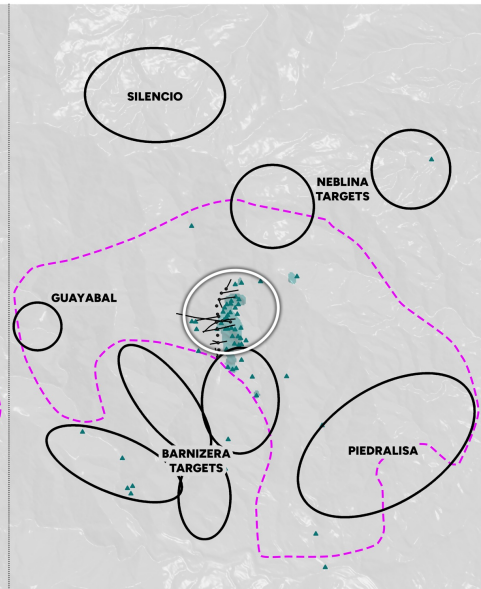 SILENCIO
NEBLINA
TARGETS
GUAYABAL
BARNIZERA
TARGETS
PIEDRALISA